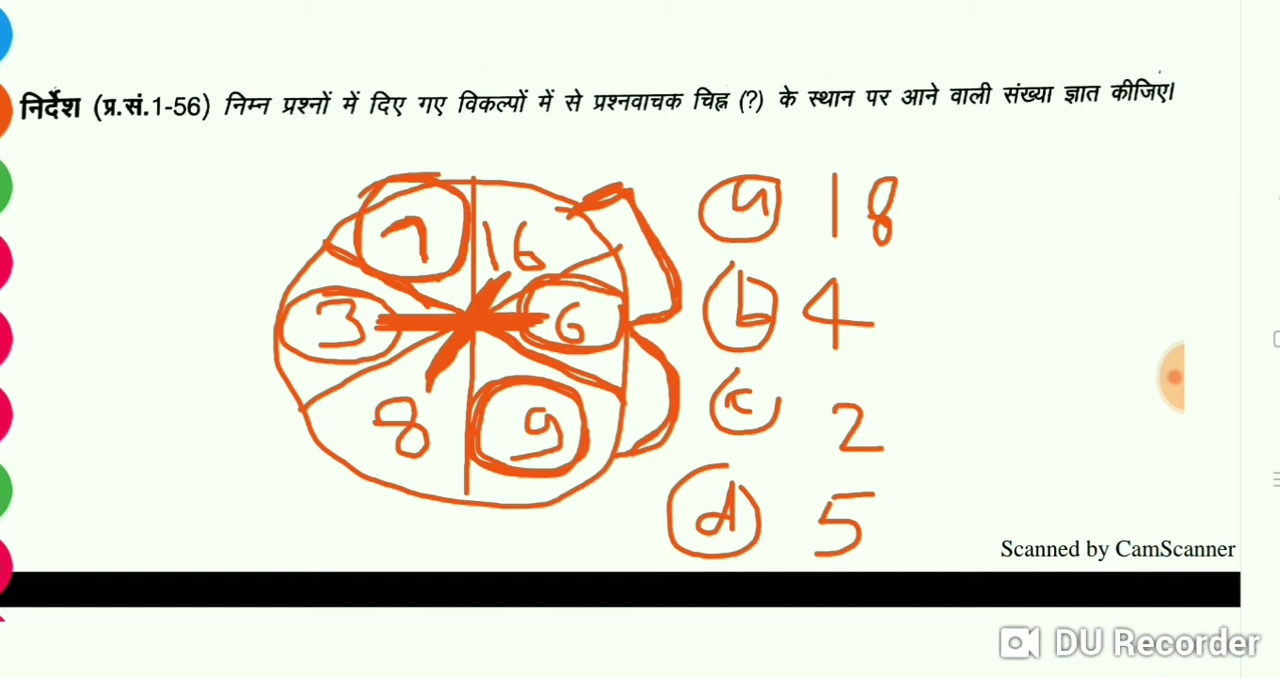 निर्देश (प्र.सं.1-56) निम्न प्रश्नों में दिए गए विकल्पों में से प्रश्नवाचक चिह्न (?) के स्थान पर आने वाली संख्या ज्ञात कीजिए।
7 16
3 6
8 9
a 18
b 4
c 2
d 5
Scanned by CamScanner
DU Recorder